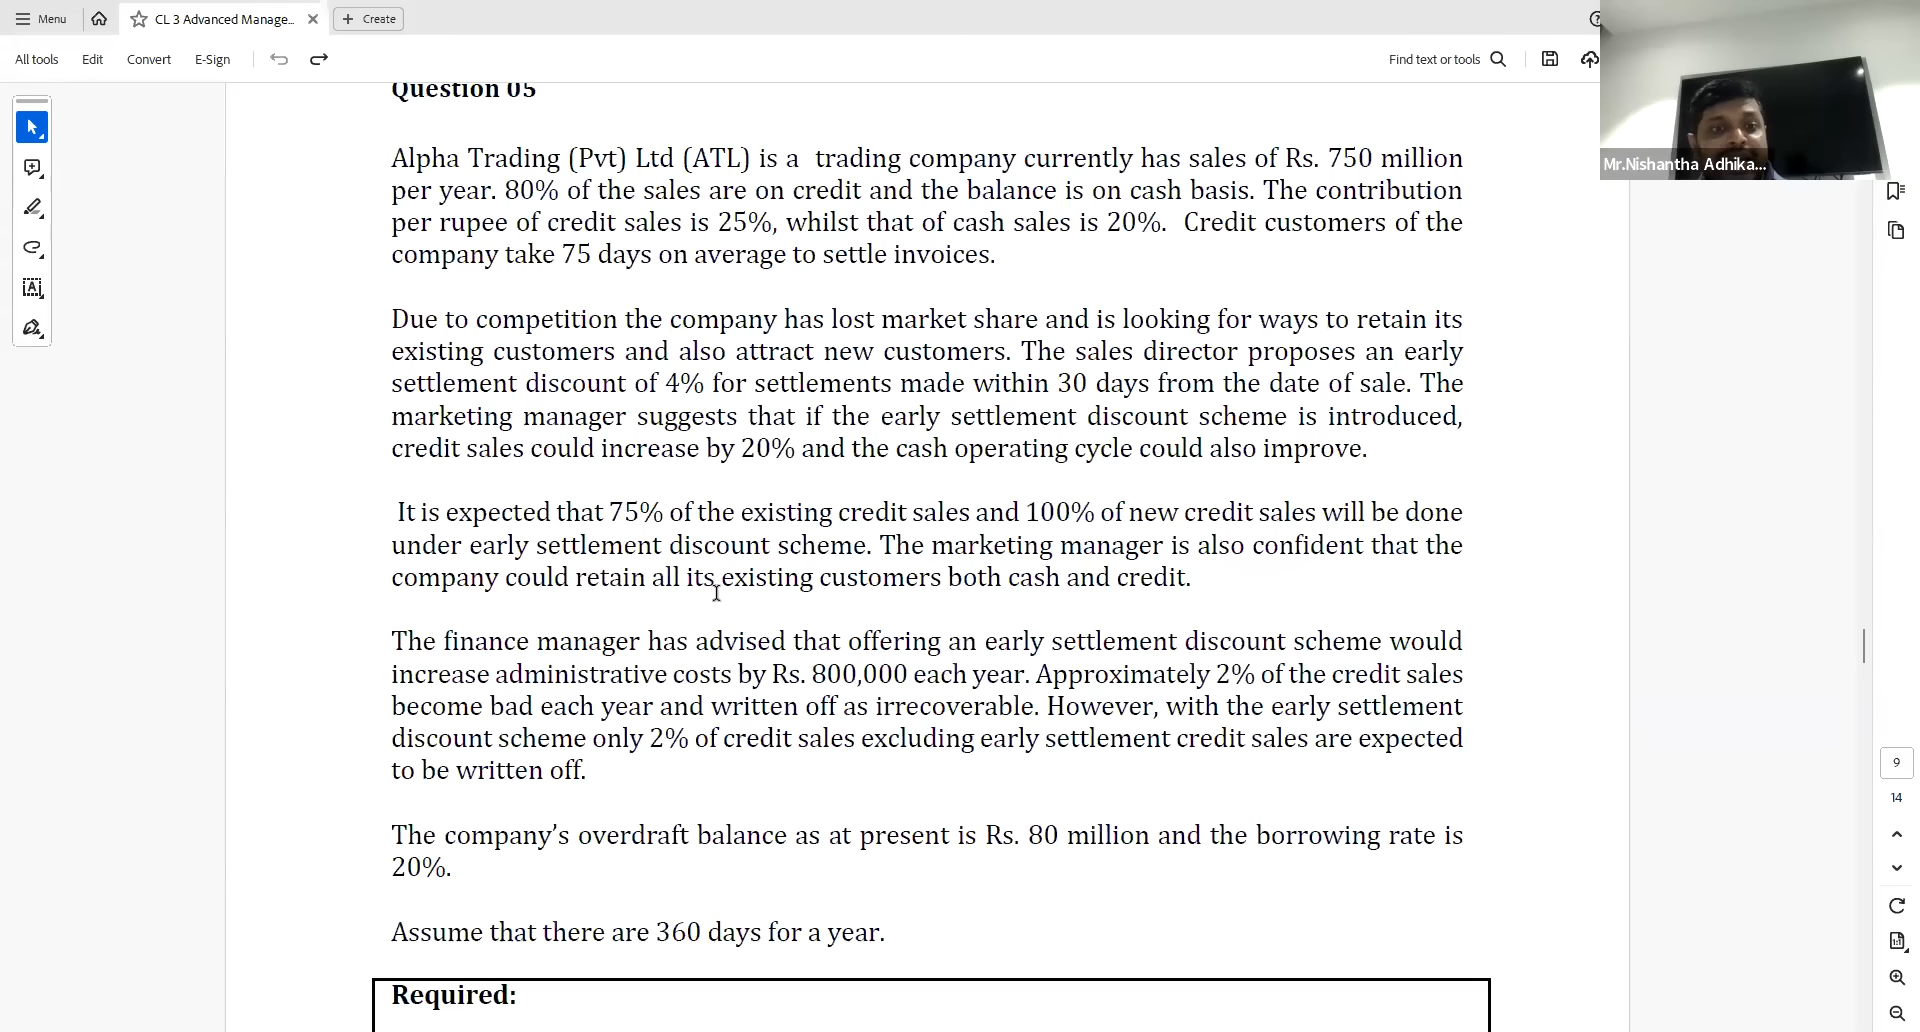 Menu
CL 3 Advanced Manage...
Create
All tools
Edit
Convert
E-Sign
Find text or tools
Mr.Nishantha Adhika...
Question 05
Alpha Trading (Pvt) Ltd (ATL) is a trading company currently has sales of Rs. 750 million
per year. 80% of the sales are on credit and the balance is on cash basis. The contribution
per rupee of credit sales is 25%, whilst that of cash sales is 20%. Credit customers of the
company take 75 days on average to settle invoices.
Due to competition the company has lost market share and is looking for ways to retain its
existing customers and also attract new customers. The sales director proposes an early
settlement discount of 4% for settlements made within 30 days from the date of sale. The
marketing manager suggests that if the early settlement discount scheme is introduced,
credit sales could increase by 20% and the cash operating cycle could also improve.
It is expected that 75% of the existing credit sales and 100% of new credit sales will be done
under early settlement discount scheme. The marketing manager is also confident that the
company could retain all its existing customers both cash and credit.
The finance manager has advised that offering an early settlement discount scheme would
increase administrative costs by Rs. 800,000 each year. Approximately 2% of the credit sales
become bad each year and written off as irrecoverable. However, with the early settlement
discount scheme only 2% of credit sales excluding early settlement credit sales are expected
to be written off.
The company’s overdraft balance as at present is Rs. 80 million and the borrowing rate is
20%.
Assume that there are 360 days for a year.
Required:
9
14